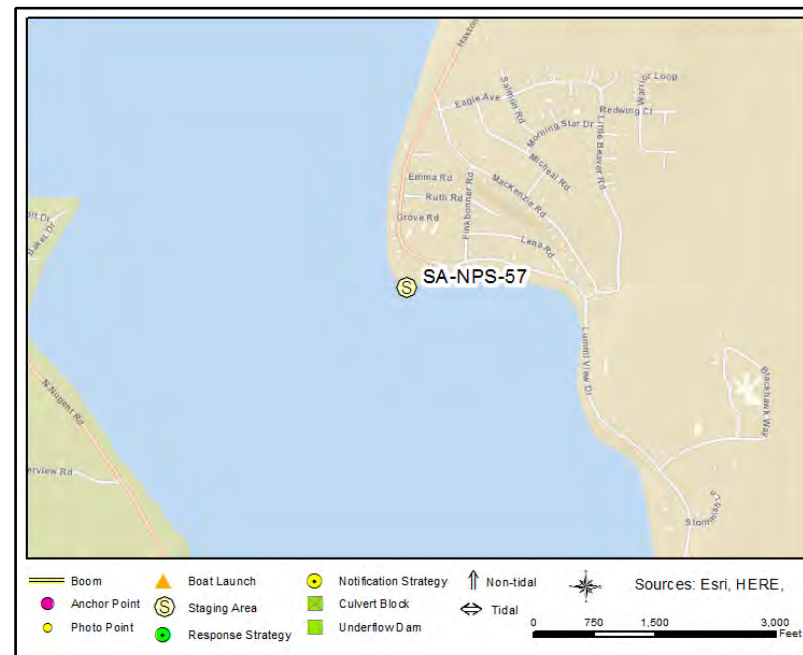 Haxton
Salmon Rd
Warrior Loop
Eagle Ave
Redwing Ct
Morning Star Dr
Little Beaver Rd
Micheal Rd
Emma Rd
MacKenzie Rd
Ruth Rd
Finkbonner Rd
Grove Rd
Baker Dr
Lena Rd
SA-NPS-57
S
Lummi View Dr
Blackhawk Way
N Nugent Rd
erview Rd
Boom
Boat Launch
Notification Strategy
Non-tidal
Sources: Esri, HERE,
Anchor Point
S
Staging Area
Culvert Block
Tidal
Photo Point
Response Strategy
Underflow Dam
0 750 1,500 3,000
Feet